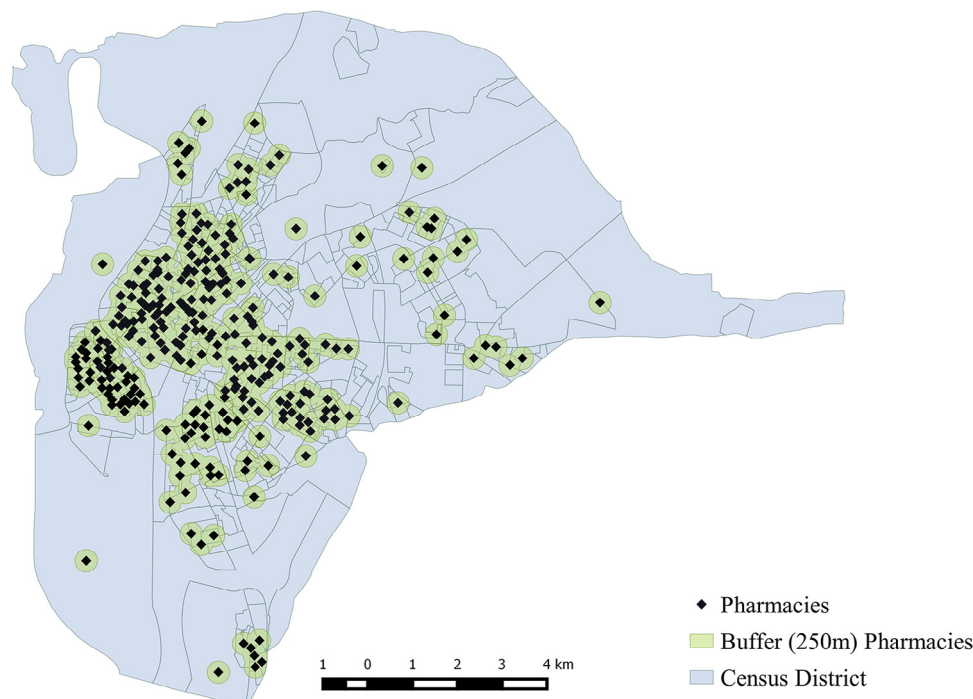 Pharmacies
Buffer (250m) Pharmacies
1 0 1 2 3 4 km
Census District